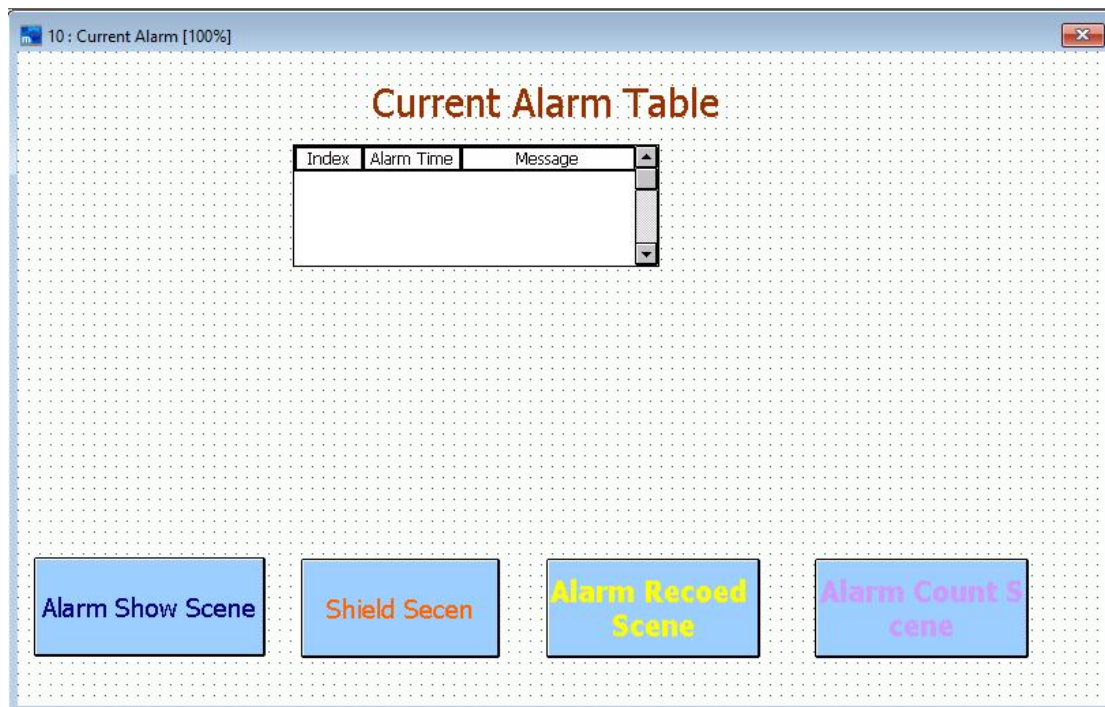 10 : Current Alarm [100%]
Current Alarm Table
Index Alarm Time Message
Alarm Show Scene
Shield Secen
Alarm Recoed
Scene
Alarm Count S
cene